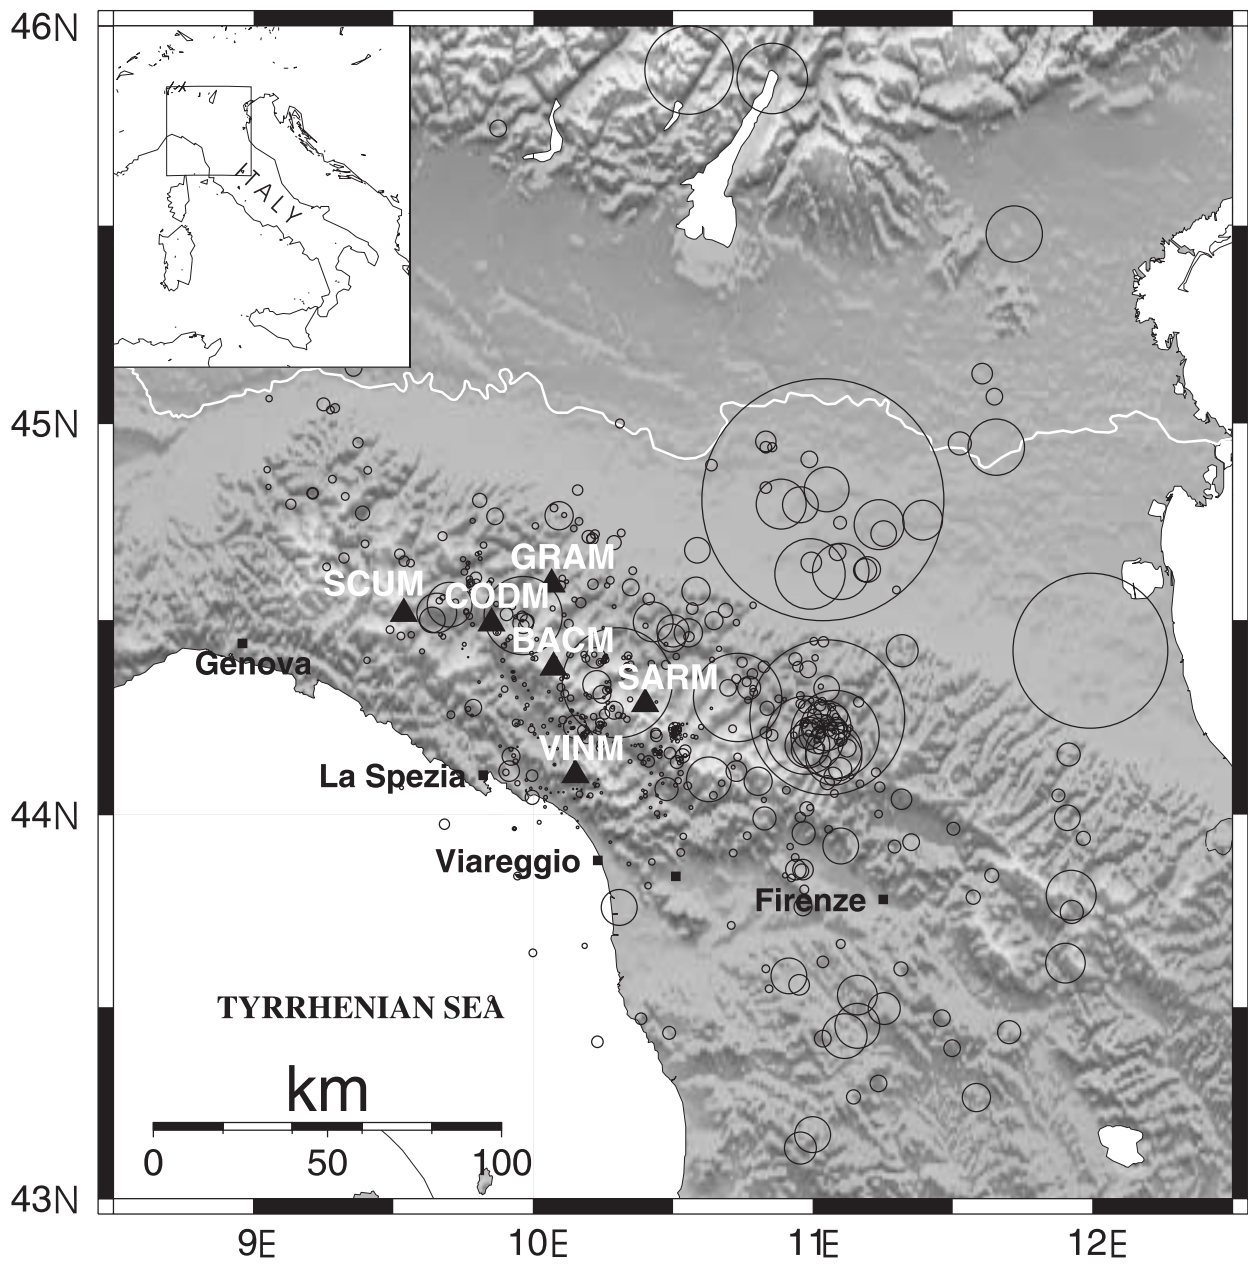 46N
ITALY
45N
GRAM
SCUM
CODM
BACM
Genova
SARM
VINM
La Spezia
44N
Viareggio
Firenze
TYRRHENIAN SEA
km
0 50 100
43N
9E 10E 11E 12E